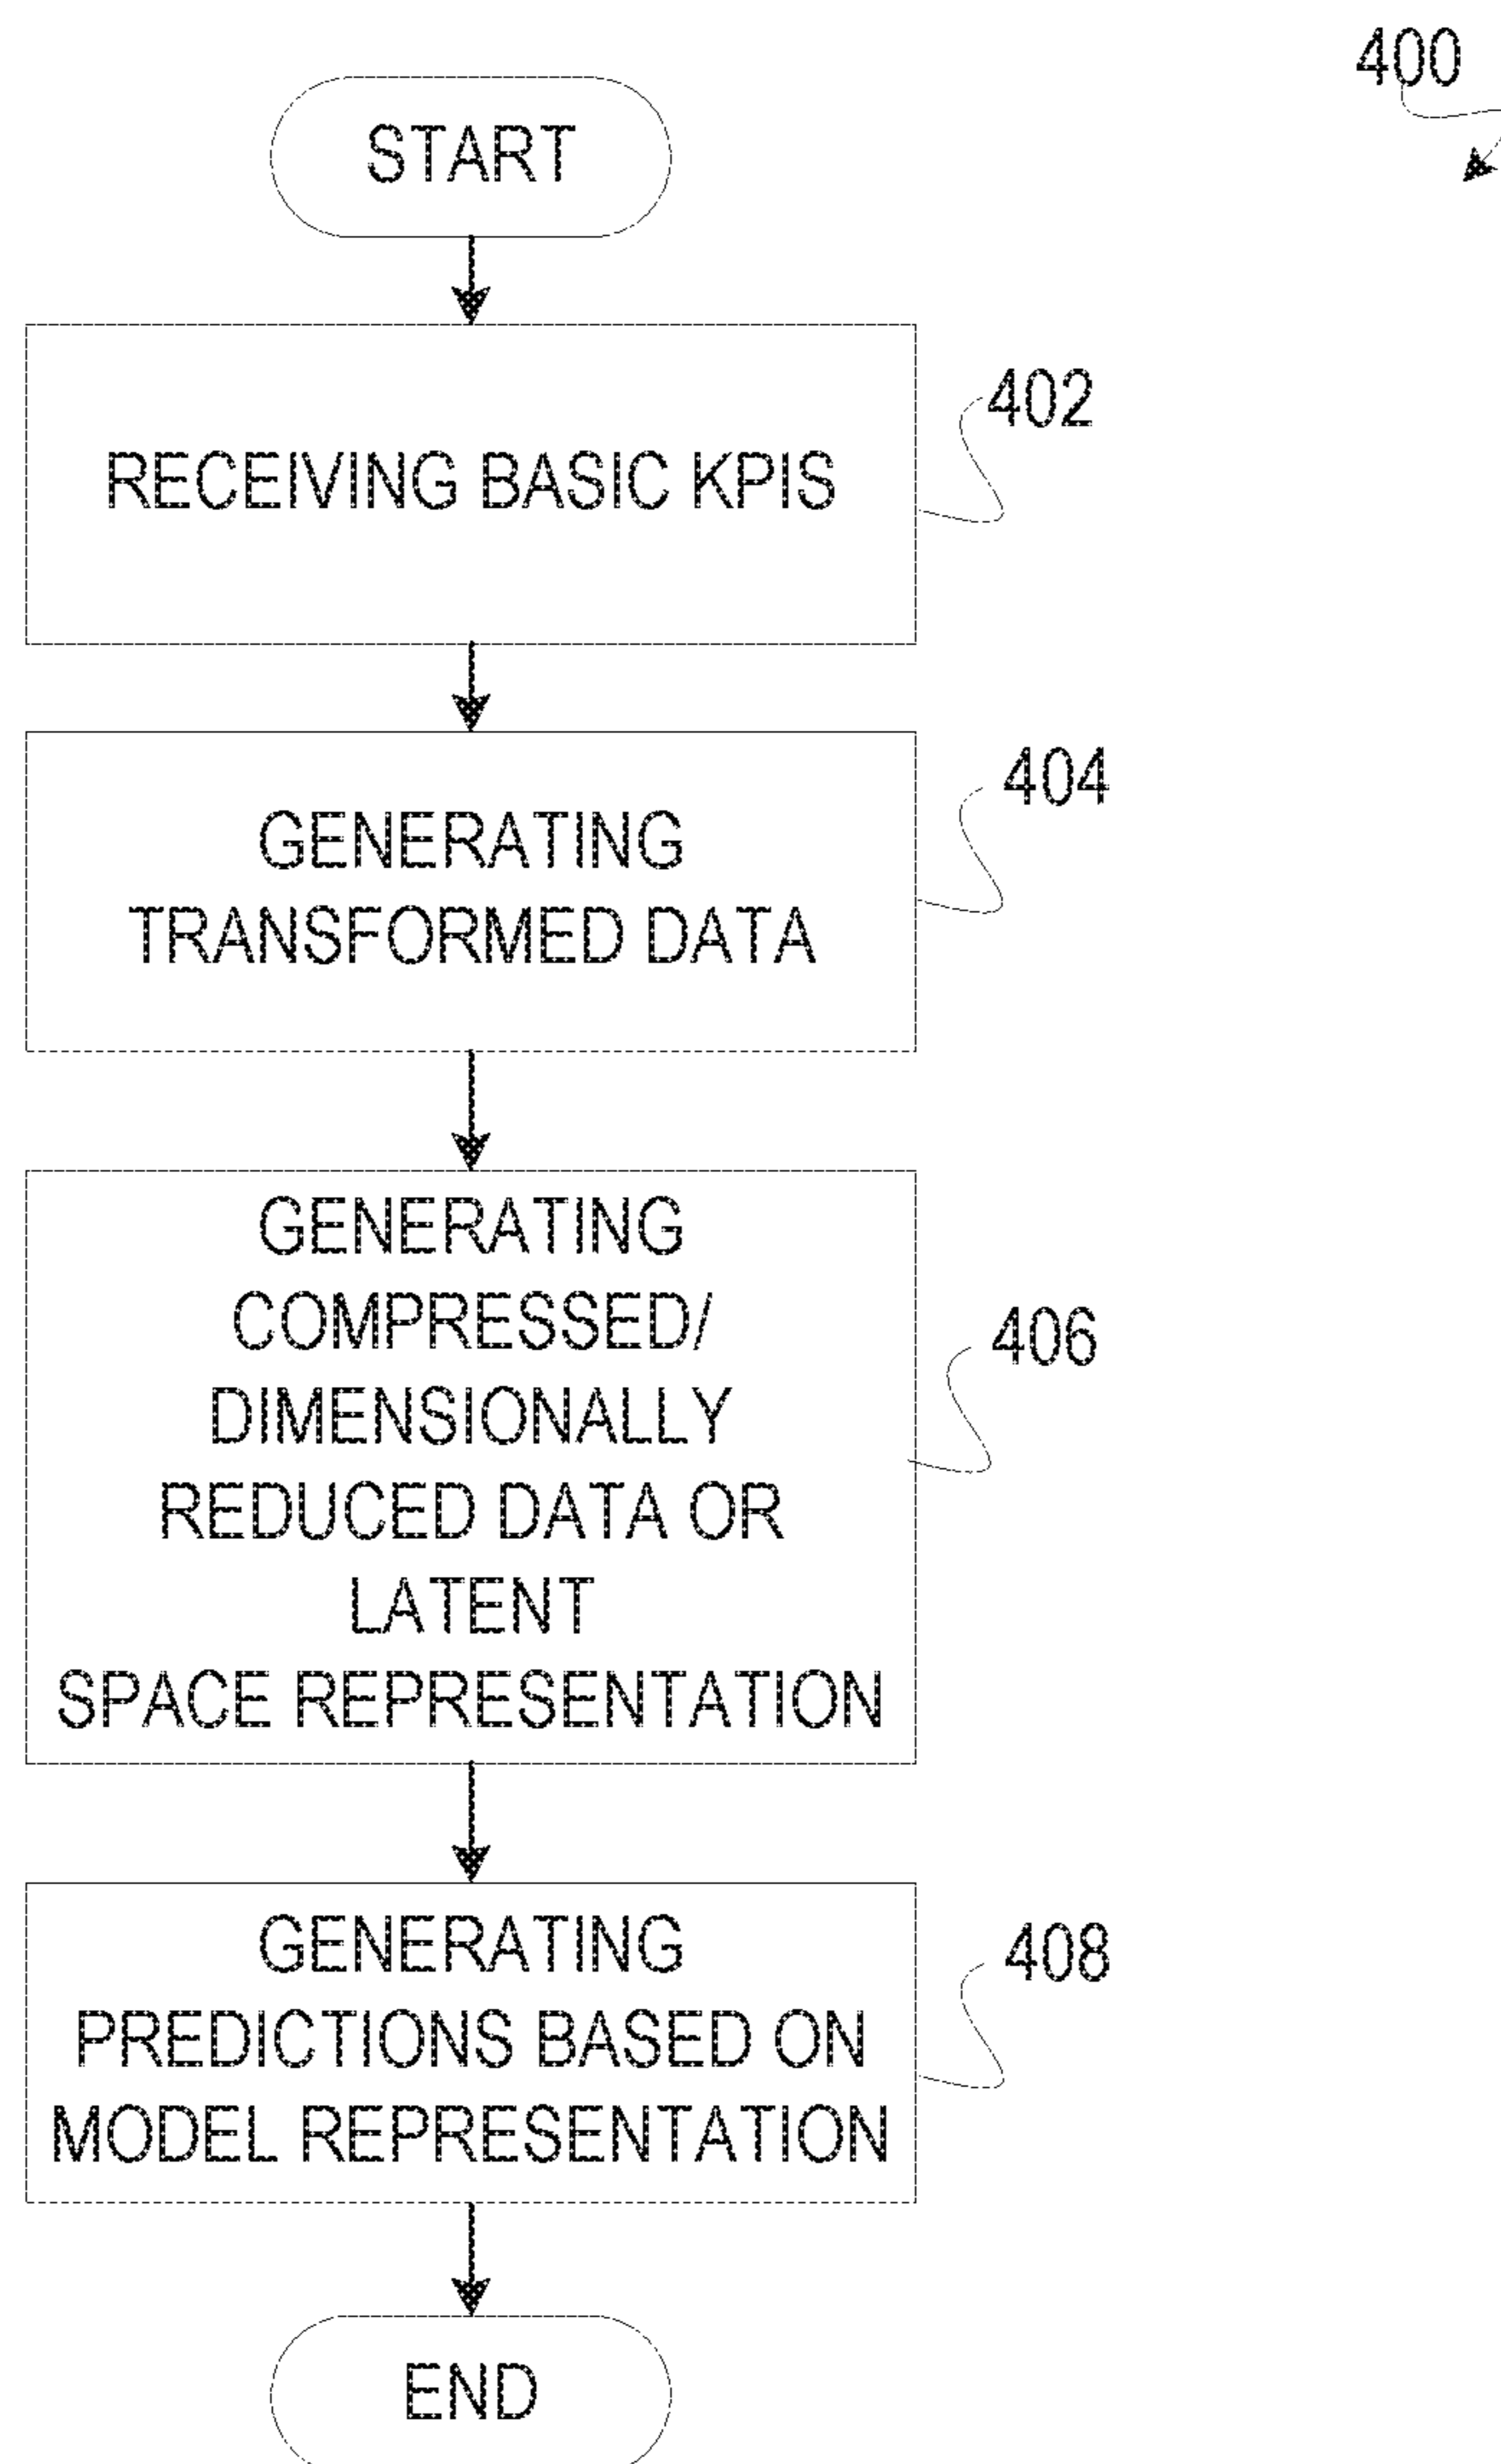 400
START
RECEIVING BASIC KPIS
402
GENERATING
TRANSFORMED DATA
404
GENERATING
COMPRESSED/
DIMENSIONALLY
REDUCED DATA OR
LATENT
SPACE REPRESENTATION
406
GENERATING
PREDICTIONS BASED ON
MODEL REPRESENTATION
408
END